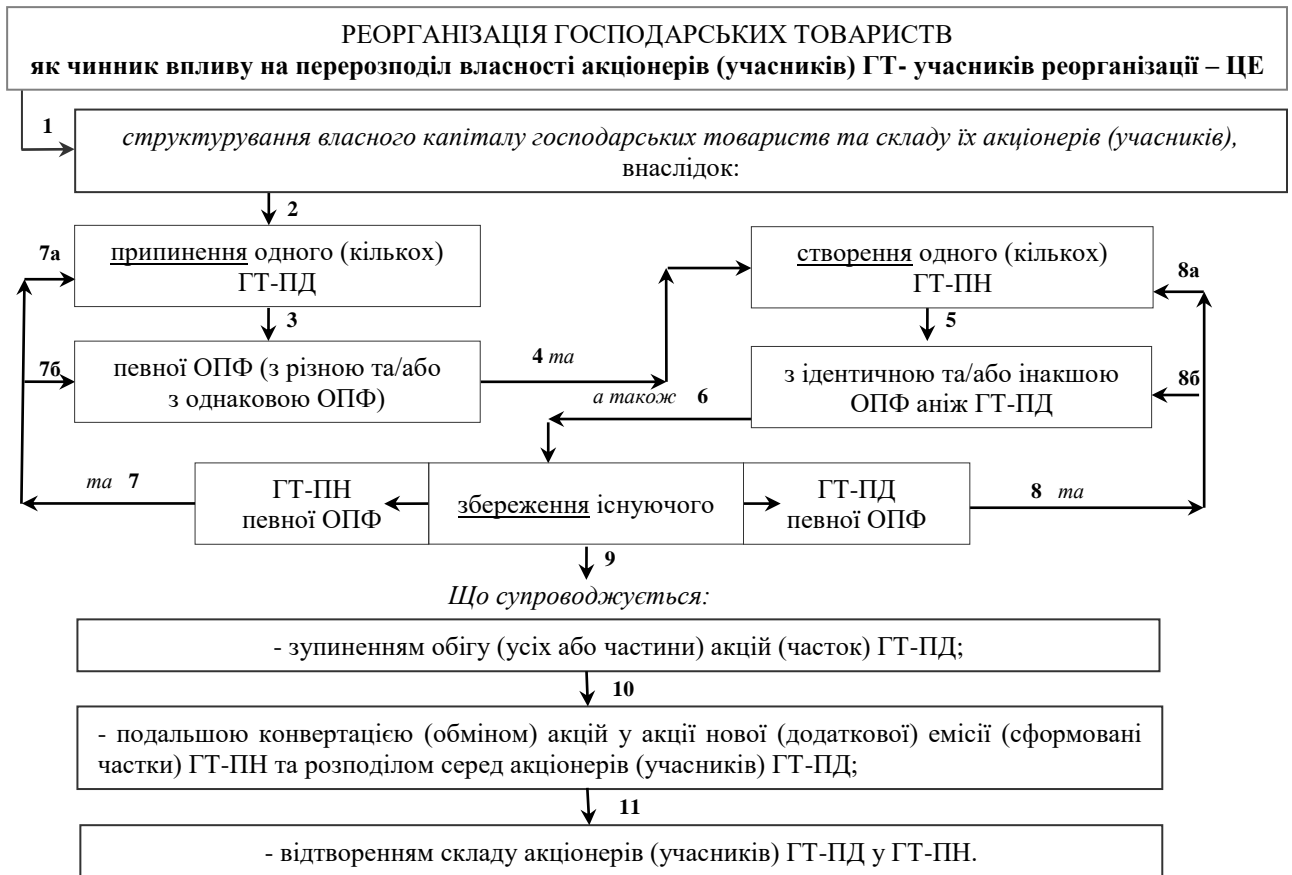 РЕОРГАНІЗАЦІЯ ГОСПОДАРСЬКИХ ТОВАРИСТВ
як чинник впливу на перерозподіл власності акціонерів (учасників) ГТ- учасників реорганізації – ЦЕ
1
структурування власного капіталу господарських товариств та складу їх акціонерів (учасників),
внаслідок:
2
7а
припинення одного (кількох)
ГТ-ПД
створення одного (кількох)
ГТ-ПН
8а
3
5
7б
певної ОПФ (з різною та/або
з однаковою ОПФ)
4 та
а також 6
з ідентичною та/або інакшою
ОПФ аніж ГТ-ПД
8б
та 7
ГТ-ПН
певної ОПФ
збереження існуючого
ГТ-ПД
певної ОПФ
8 та
9
Що супроводжується:
- зупиненням обігу (усіх або частини) акцій (часток) ГТ-ПД;
10
- подальшою конвертацією (обміном) акцій у акції нової (додаткової) емісії (сформовані
частки) ГТ-ПН та розподілом серед акціонерів (учасників) ГТ-ПД;
11
- відтворенням складу акціонерів (учасників) ГТ-ПД у ГТ-ПН.